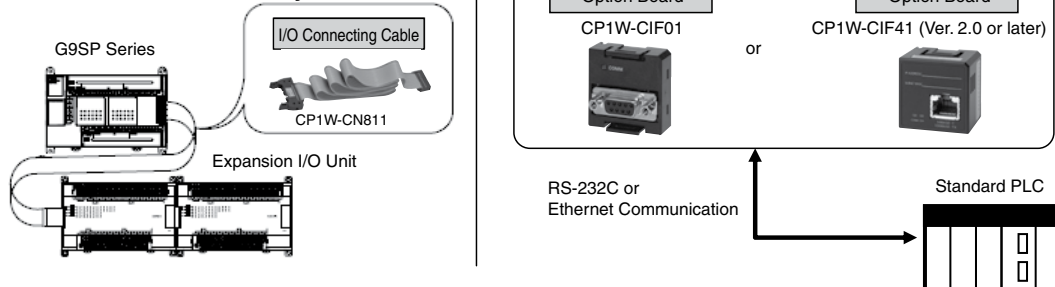 I/O Connecting Cable
G9SP Series
CP1W-CN811
Expansion I/O Unit
Option Board
Option Board
CP1W-CIF01
or
CP1W-CIF41 (Ver. 2.0 or later)
COMM
RS-232C or
Ethernet Communication
Standard PLC